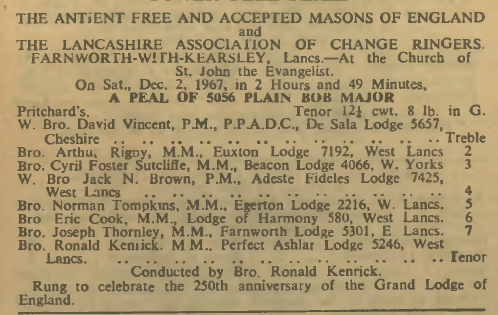 THE ANTiENT FREE AND ACCEPTED MASONS OF ENGLAND
and
THE LANCASHIRE ASSOCIATION OF CHANGE RINGERS.
FARNWORTH-WITH-KEARSLEY, Lancs.—At the Church of
St. John the Evangelist.
On Sat., Dec. 2, 1967, in 2 Hours and 49 Minutes,
A PEAL OF 5056 PLAIN BOB MAJOR
Pritchard's. Tenor 12½ cwt. 8 lb. in G.
W. Bro. David Vincent, P.M., P.P.A.D.C., De Sala Lodge 5657,
Cheshire .. .. .. .. .. .. .. .. .. .. .. Treble
Bro. Arthur Rigby, M.M., Euxton Lodge 7192, West Lancs 2
Bro. Cyril Foster Sutcliffe, M.M., Beacon Lodge 4066, W. Yorks 3
W. Bro Jack N. Brown, P.M., Adeste Fideles Lodge 7425,
West Lancs .. .. .. .. .. .. .. .. .. .. .. 4
Bro. Norman Tompkins, M.M., Egerton Lodge 2216, W. Lancs. 5
Bro Eric Cook, M.M., Lodge of Harmony 580, West Lancs. 6
Bro. Joseph Thornley, M.M., Farnworth Lodge 5301, E Lancs. 7
Bro. Ronald Kenrick. M M., Perfect Ashlar Lodge 5246, West
Lancs. .. .. .. .. .. .. .. .. .. .. .. Tenor
Conducted by Bro. Ronald Kenrick.
Rung to celebrate the 250th anniversary of the Grand Lodge of
England.